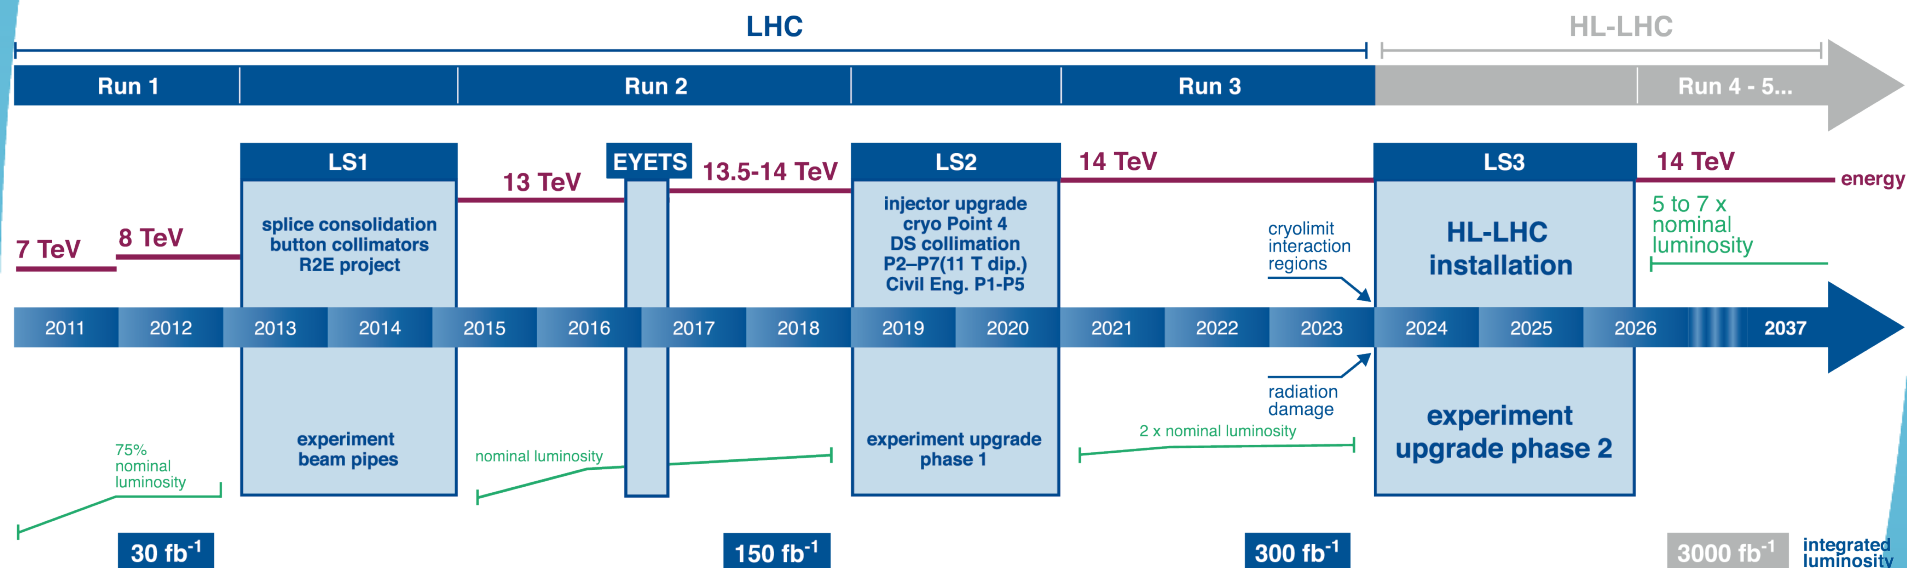 LHC
HL-LHC
Run 1
Run 2
Run 3
Run 4 - 5...
LS1
EYETS
LS2
LS3
7 TeV
8 TeV
13 TeV
13.5-14 TeV
14 TeV
14 TeV
energy
splice consolidation
button collimators
R2E project
injector upgrade
cryo Point 4
DS collimation
P2–P7(11 T dip.)
Civil Eng. P1-P5
cryolimit
interaction
regions
HL-LHC
installation
5 to 7 x
nominal
luminosity
2011
2012
2013
2014
2015
2016
2017
2018
2019
2020
2021
2022
2023
2024
2025
2026
2037
75%
nominal
luminosity
experiment
beam pipes
nominal luminosity
experiment upgrade
phase 1
2 x nominal luminosity
radiation
damage
experiment
upgrade phase 2
30 fb⁻¹
150 fb⁻¹
300 fb⁻¹
3000 fb⁻¹
integrated
luminosity